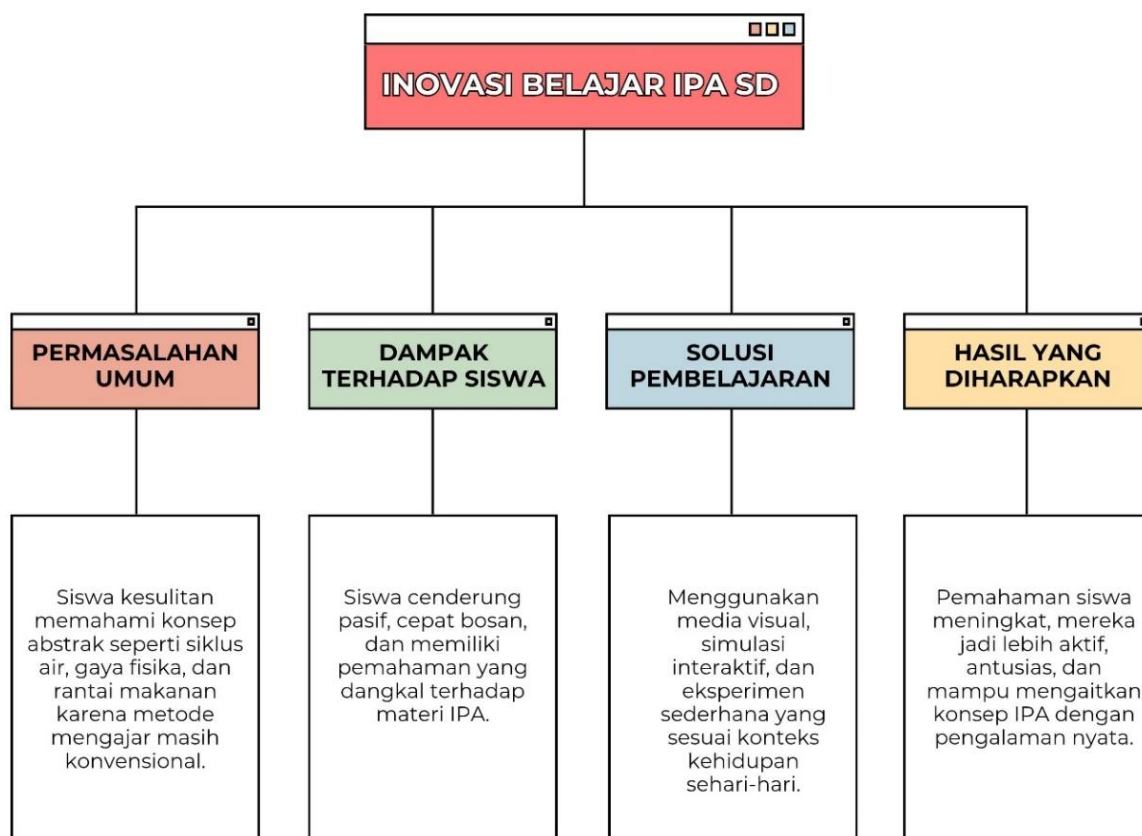 INOVASI BELAJAR IPA SD
PERMASALAHAN
UMUM
Siswa kesulitan
memahami konsep
abstrak seperti siklus
air, gaya fisika, dan
rantai makanan
karena metode
mengajar masih
konvensional.
DAMPAK
TERHADAP SISWA
Siswa cenderung
pasif, cepat bosan,
dan memiliki
pemahaman yang
dangkal terhadap
materi IPA.
SOLUSI
PEMBELAJARAN
Menggunakan
media visual,
simulasi
interaktif, dan
eksperimen
sederhana yang
sesuai konteks
kehidupan
sehari-hari.
HASIL YANG
DIHARAPKAN
Pemahaman siswa
meningkat, mereka
jadi lebih aktif,
antusias, dan
mampu mengaitkan
konsep IPA dengan
pengalaman nyata.